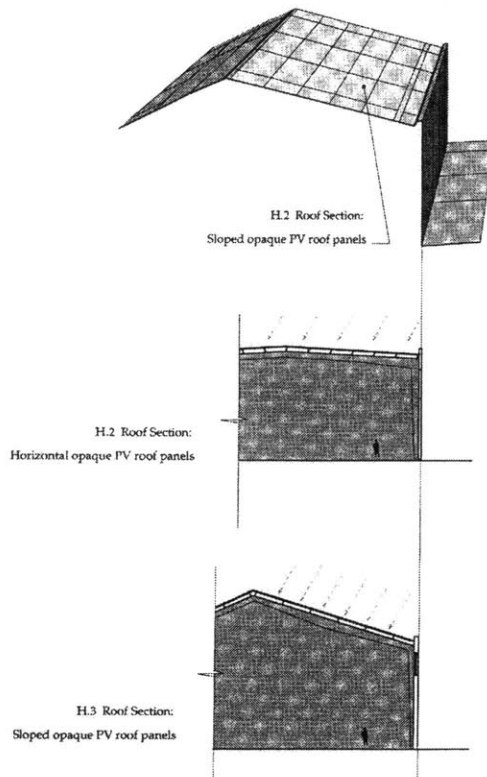 H.2 Roof Section:
Sloped opaque PV roof panels
H.2 Roof Section:
Horizontal opaque PV roof panels
H.3 Roof Section:
Sloped opaque PV roof panels